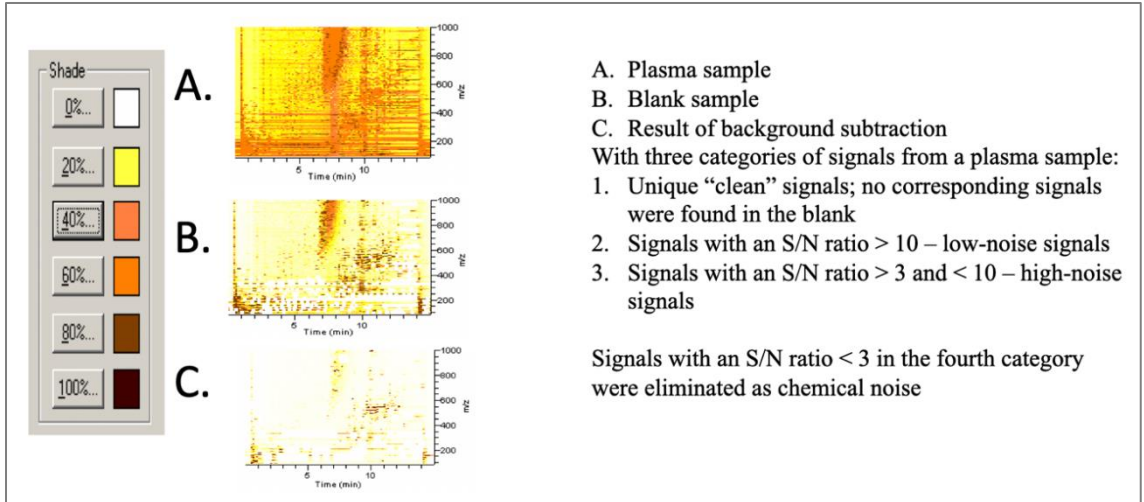 Shade
0%...
20%...
40%...
60%...
80%...
100%...
A.
1000
800
600
400
200
m/z
5
10
Time (min)
B.
1000
800
600
400
200
m/z
5
10
Time (min)
C.
1000
800
600
400
200
m/z
5
10
Time (min)
A. Plasma sample
B. Blank sample
C. Result of background subtraction
With three categories of signals from a plasma sample:
1. Unique “clean” signals; no corresponding signals
were found in the blank
2. Signals with an S/N ratio > 10 – low-noise signals
3. Signals with an S/N ratio > 3 and < 10 – high-noise
signals
Signals with an S/N ratio < 3 in the fourth category
were eliminated as chemical noise